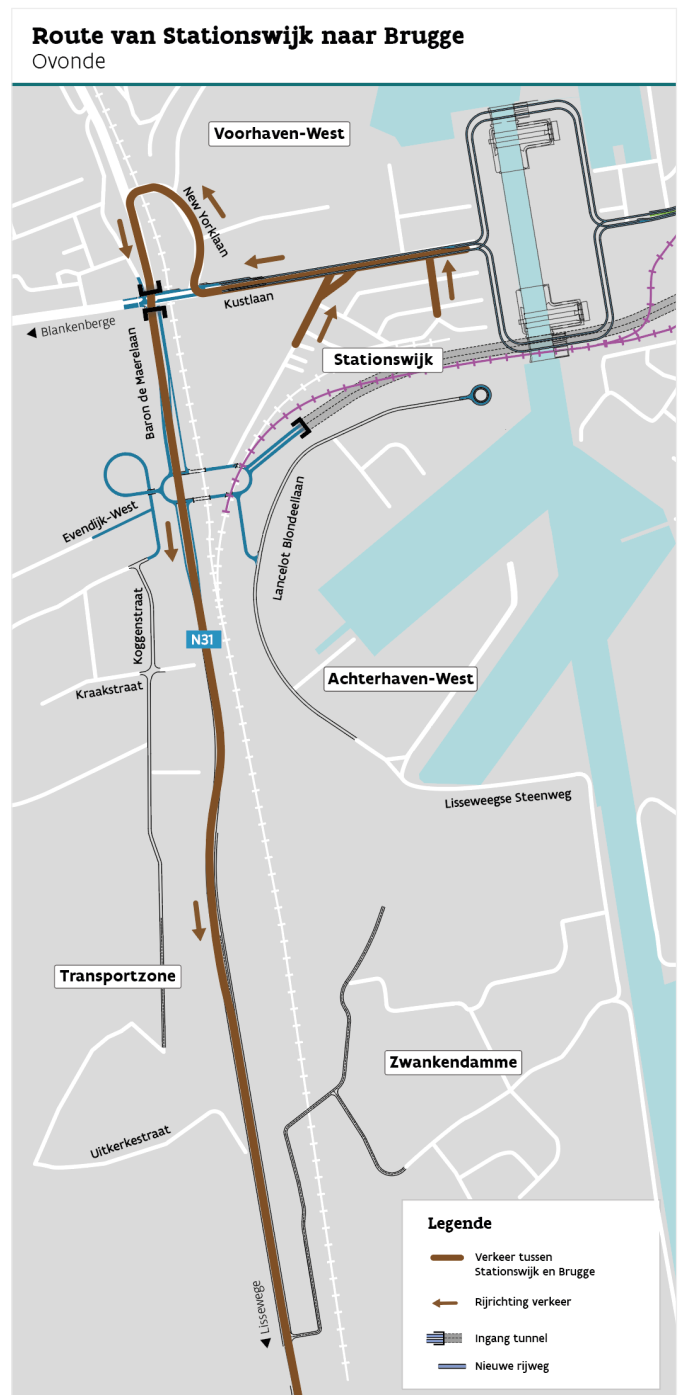 Route van Stationswijk naar Brugge
Ovonde
Voorhaven-West
New Yorklaan
Kustlaan
◀ Blankenberge
Stationswijk
Baron de Maerelaan
Evendijk-West
Lancelot Blondeellaan
Koggenstraat
N31
Kraakstraat
Achterhaven-West
Lisseweegse Steenweg
Transportzone
Zwankendamme
Uitkerkestraat
◀ Lissewege
Legende
Verkeer tussen
Stationswijk en Brugge
Rijrichting verkeer
Ingang tunnel
Nieuwe rijweg